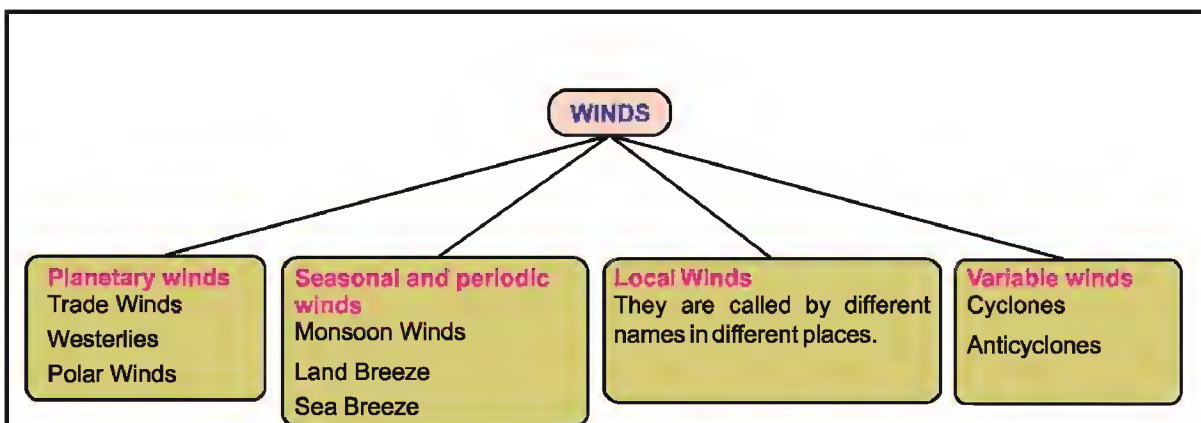 WINDS
Planetary winds
Trade Winds
Westerlies
Polar Winds
Seasonal and periodic
winds
Monsoon Winds
Land Breeze
Sea Breeze
Local Winds
They are called by different
names in different places.
Variable winds
Cyclones
Anticyclones